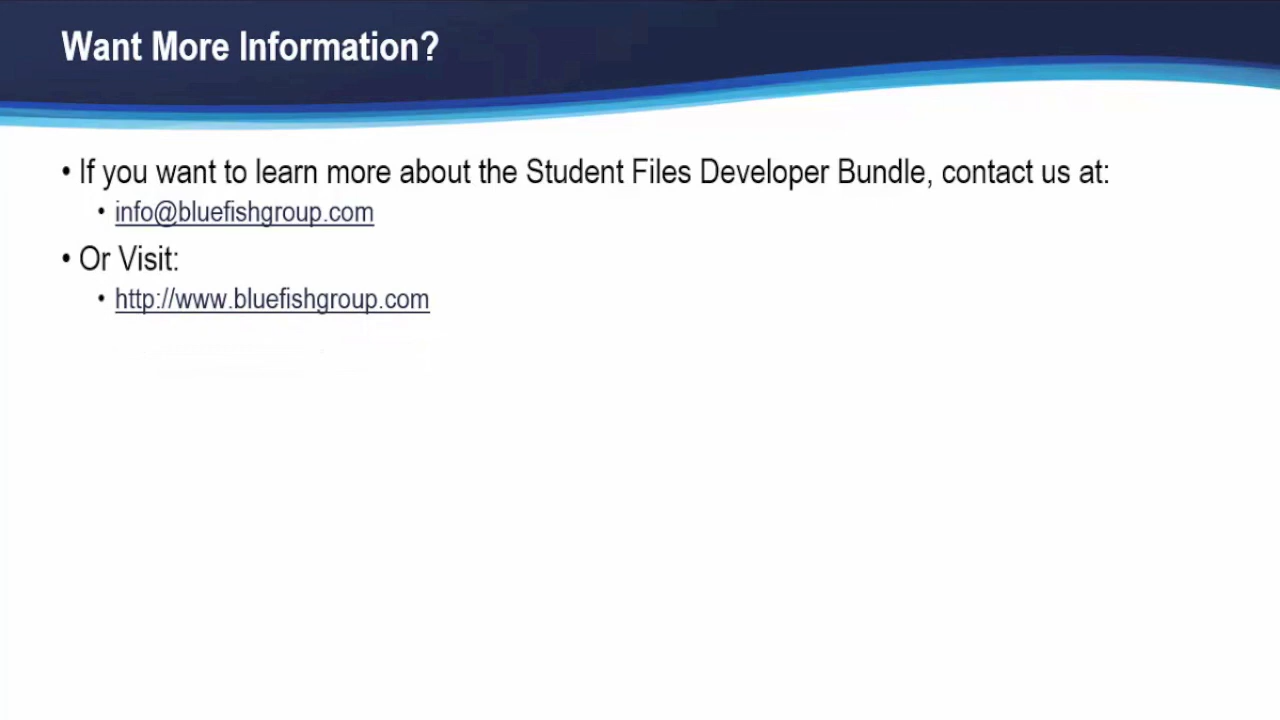 Want More Information?
• If you want to learn more about the Student Files Developer Bundle, contact us at:
• info@bluefishgroup.com
• Or Visit:
• http://www.bluefishgroup.com